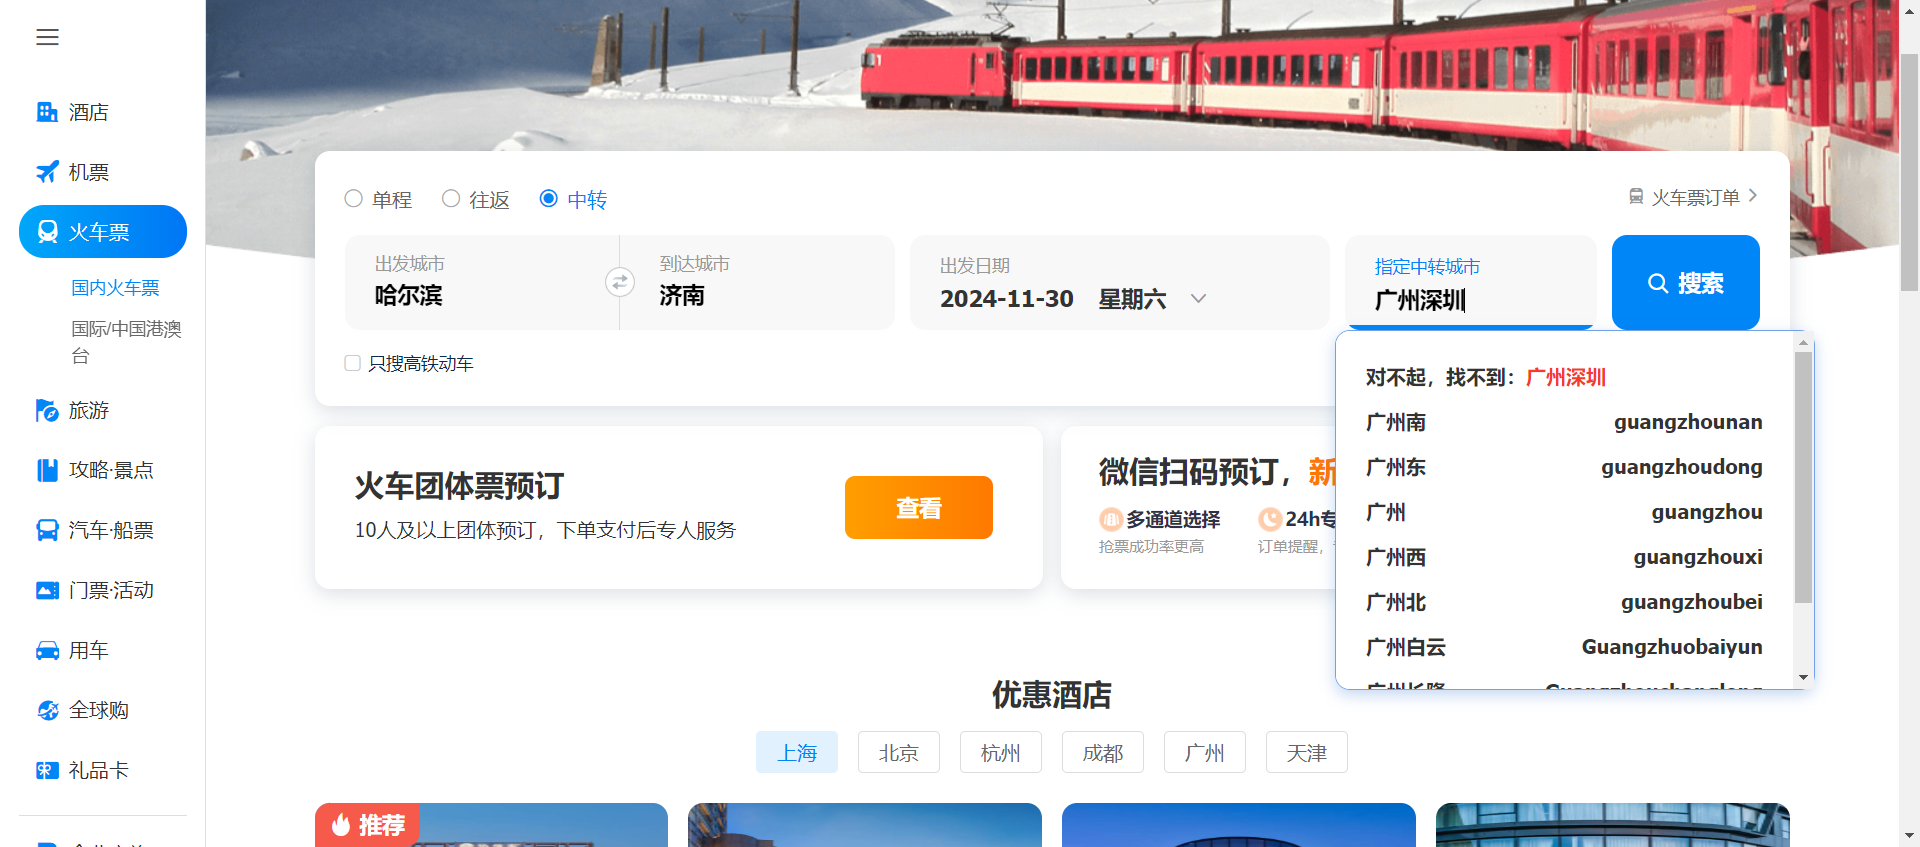 酒店
机票
火车票
国内火车票
国际/中国港澳
台
旅游
攻略·景点
汽车·船票
门票·活动
用车
全球购
礼品卡
单程
往返
中转
火车票订单
出发城市
哈尔滨
到达城市
济南
出发日期
2024-11-30 星期六
指定中转城市
广州深圳
搜索
只搜高铁动车
对不起，找不到：广州深圳
广州南 guangzhounan
广州东 guangzhoudong
广州 guangzhou
广州西 guangzhouxi
广州北 guangzhoubei
广州白云 Guangzhuobaiyun
火车团体票预订
10人及以上团体预订，下单支付后专人服务
查看
微信扫码预订，新
多通道选择
抢票成功率更高
24h专
订单提醒，
优惠酒店
上海
北京
杭州
成都
广州
天津
推荐